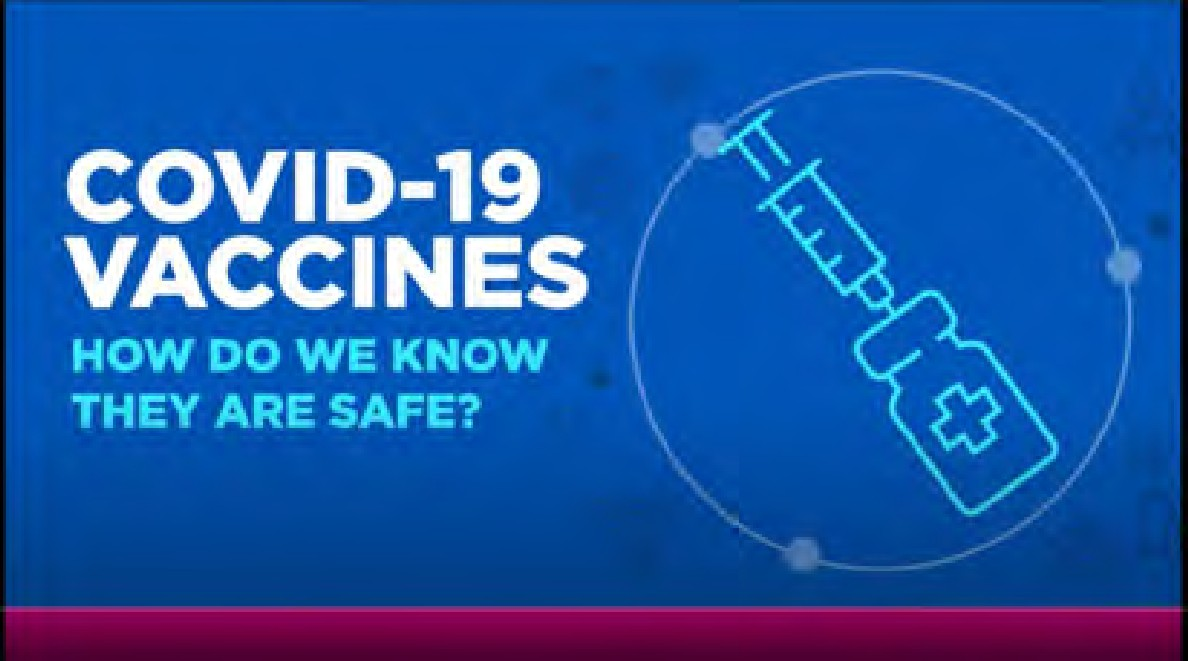 COVID-19
VACCINES
HOW DO WE KNOW
THEY ARE SAFE?